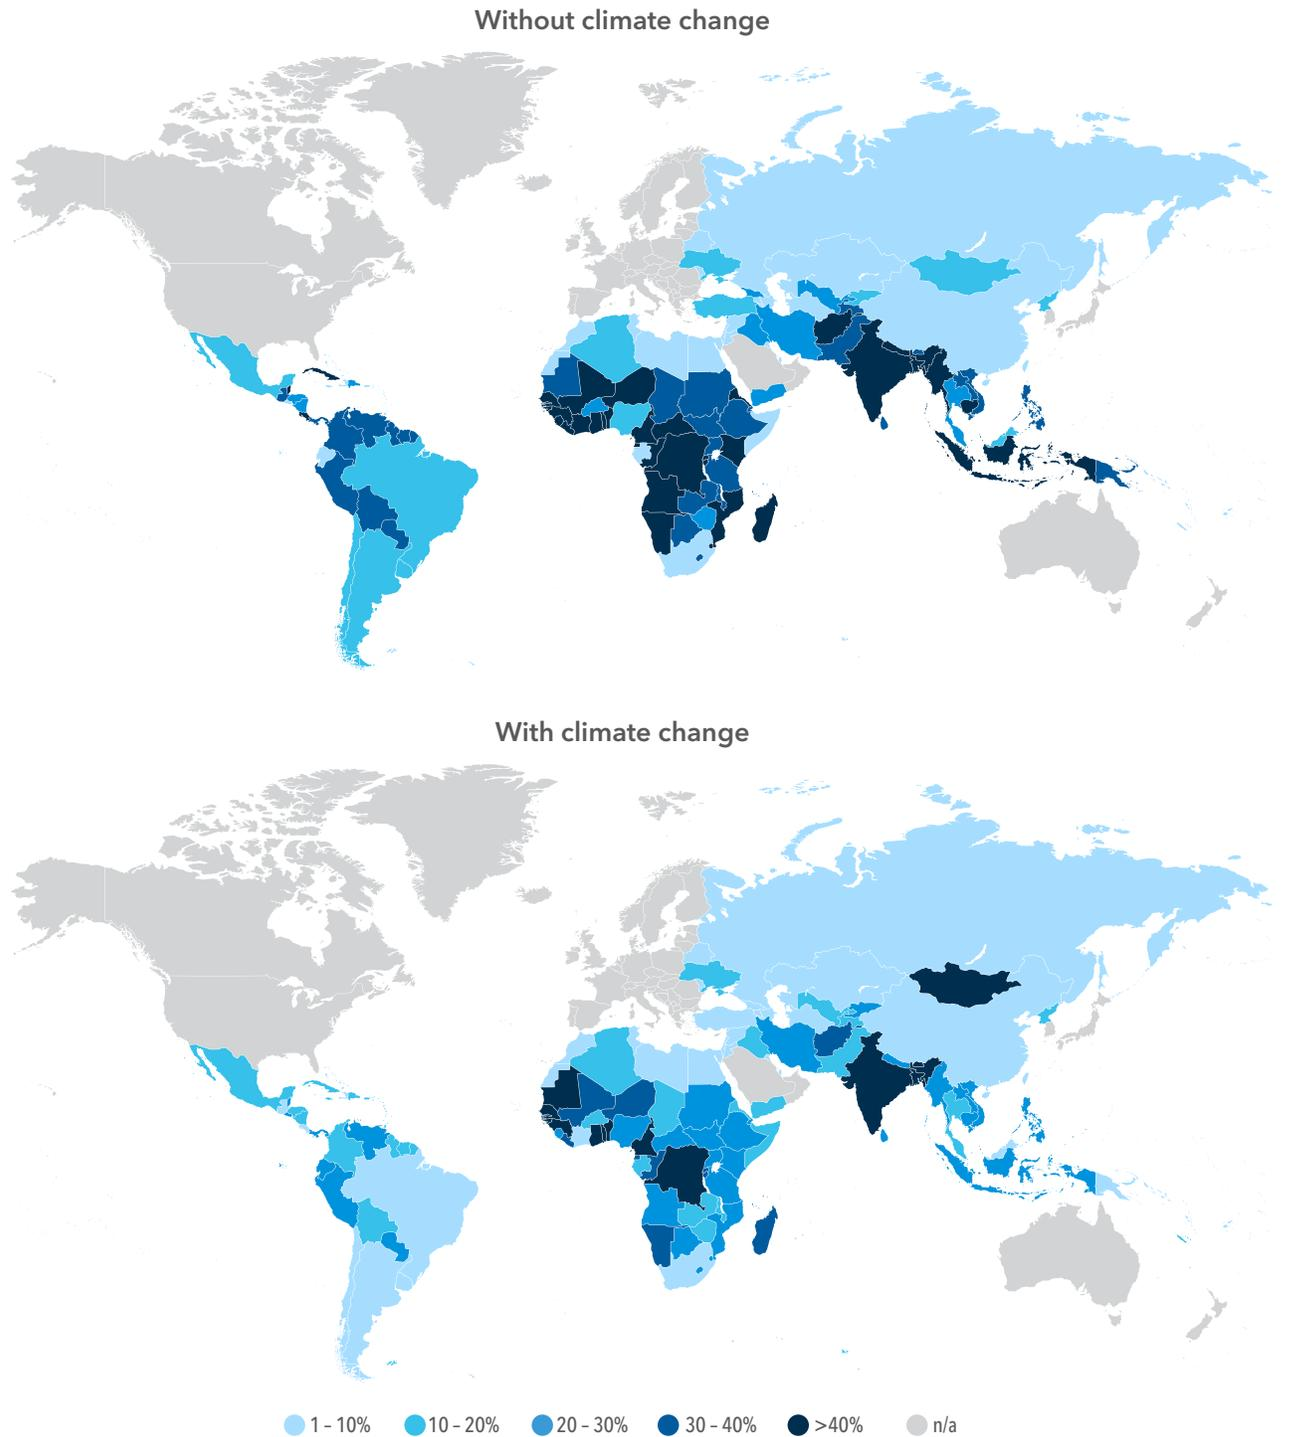 Without climate change
With climate change
1 – 10% 10 – 20% 20 – 30% 30 – 40% >40% n/a